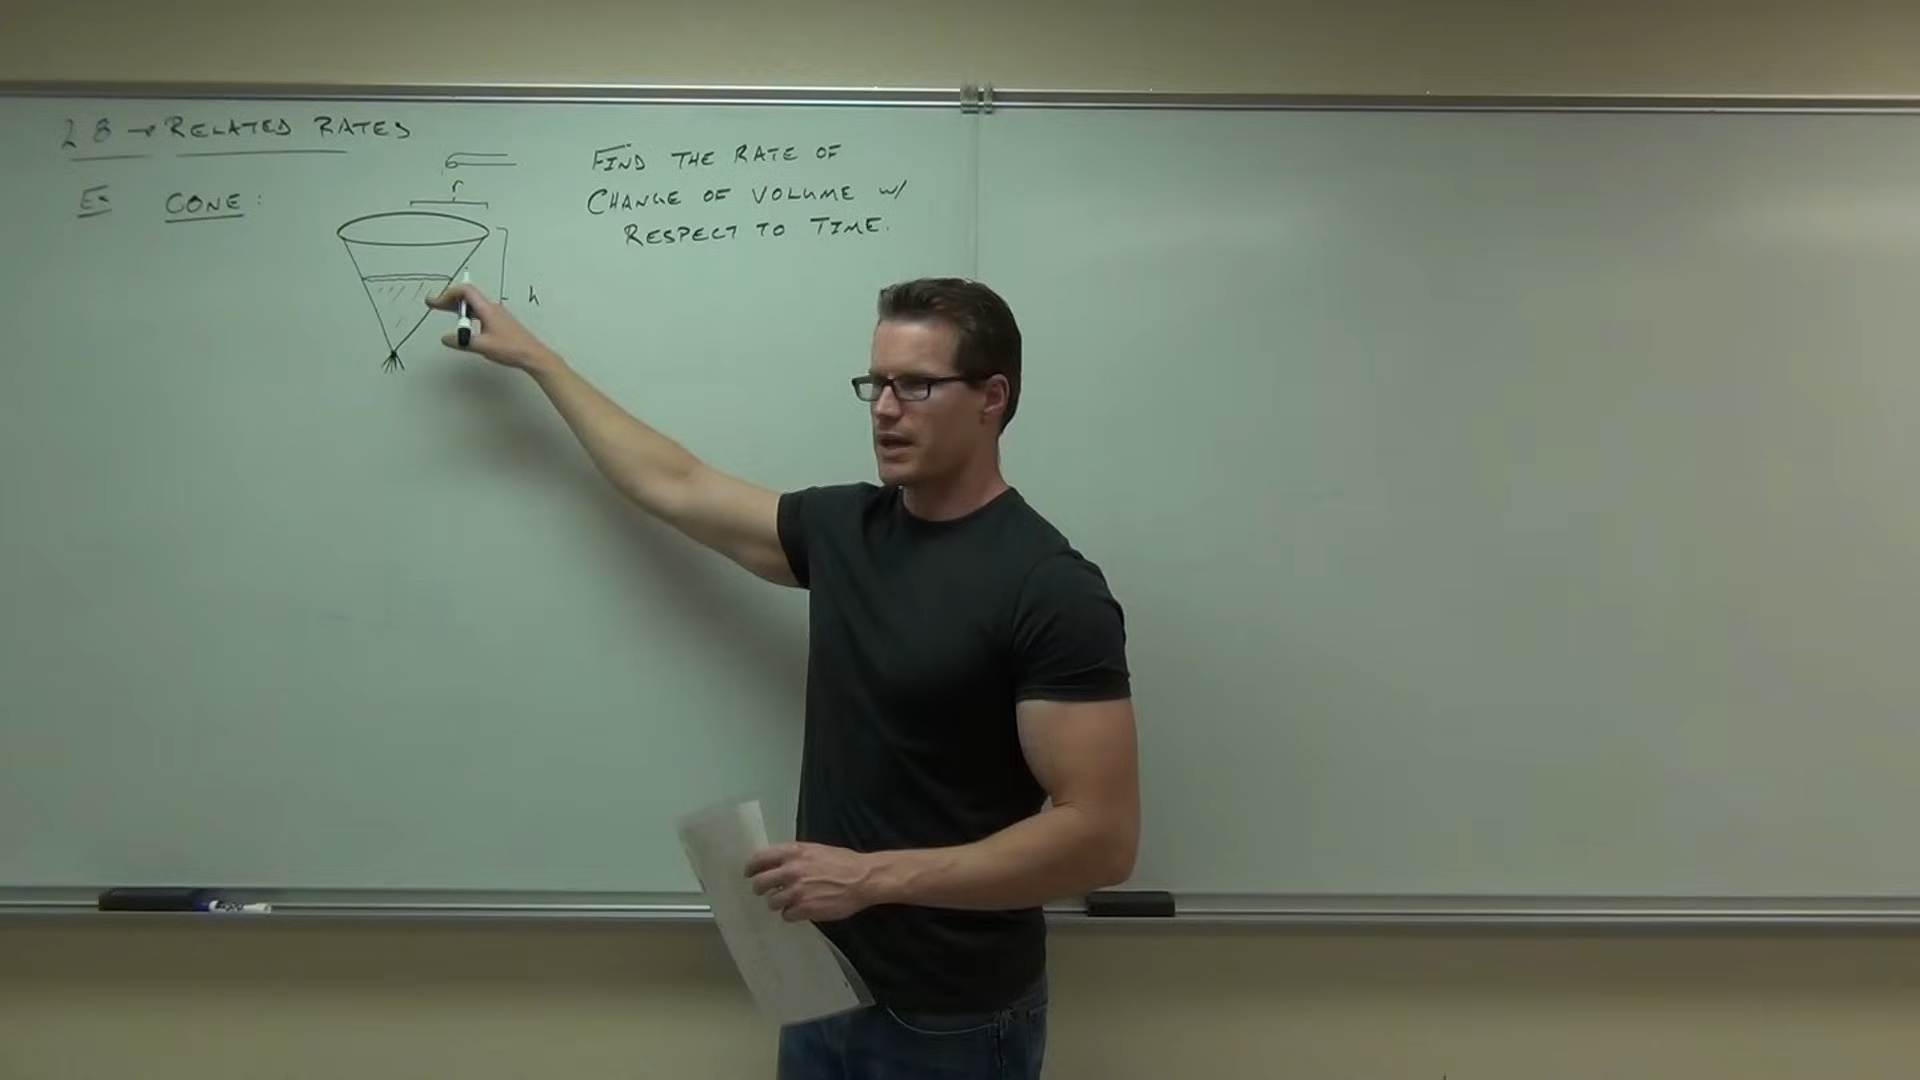 2.8 → RELATED RATES
EX CONE:
r
h
FIND THE RATE OF
CHANGE OF VOLUME W/
RESPECT TO TIME.